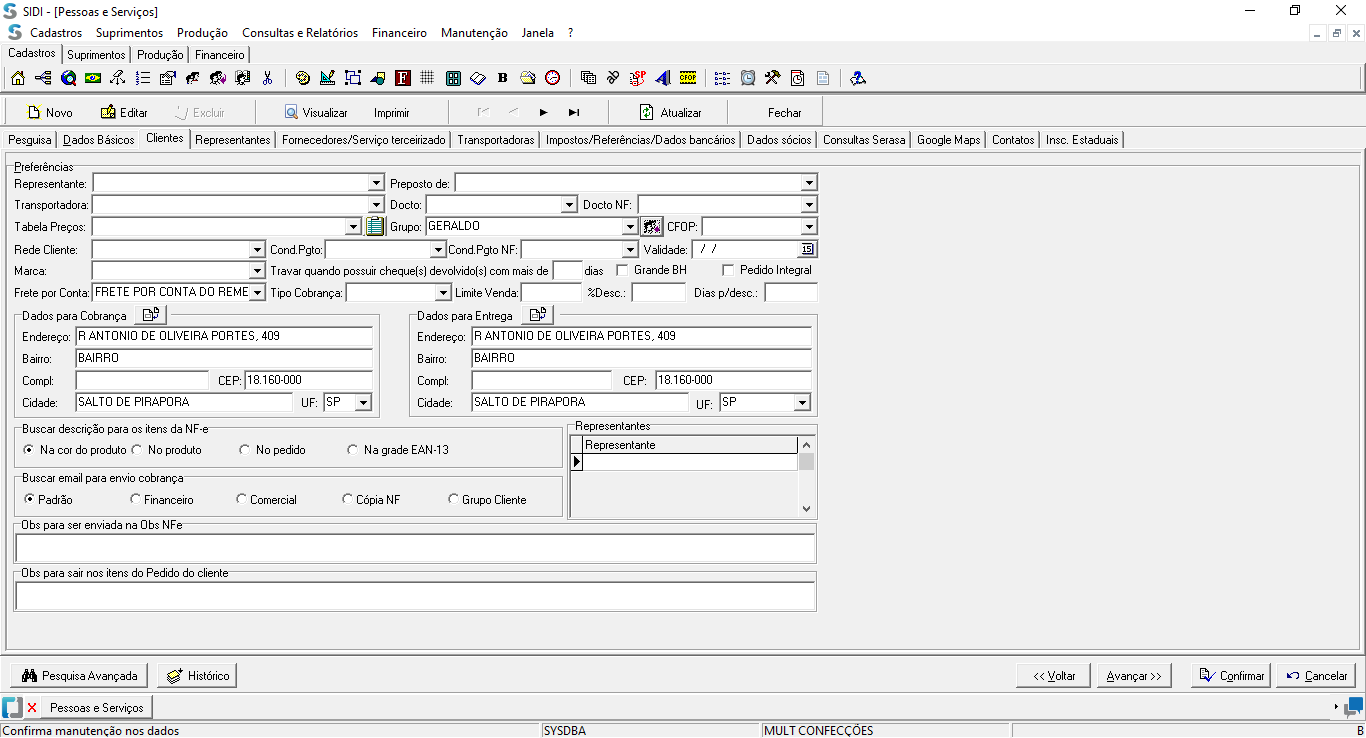 SIDI - [Pessoas e Serviços]
Cadastros Suprimentos Produção Consultas e Relatórios Financeiro Manutenção Janela ?
Cadastros Suprimentos Produção Financeiro
Novo Editar Excluir Visualizar Imprimir Atualizar Fechar
Pesquisa Dados Básicos Clientes Representantes Fornecedores/Serviço terceirizado Transportadoras Impostos/Referências/Dados bancários Dados sócios Consultas Serasa Google Maps Contatos Insc. Estaduais
Preferências
Representante: Preposto de:
Transportadora: Docto: Docto NF:
Tabela Preços: Grupo: GERALDO CFOP:
Rede Cliente: Cond.Pgto: Cond.Pgto NF: Validade: / / 15
Marca: Travar quando possuir cheque(s) devolvido(s) com mais de dias Grande BH Pedido Integral
Frete por Conta: FRETE POR CONTA DO REME Tipo Cobrança: Limite Venda: %Desc.: Dias p/desc.:
Dados para Cobrança Dados para Entrega
Endereço: R ANTONIO DE OLIVEIRA PORTES, 409 Endereço: R ANTONIO DE OLIVEIRA PORTES, 409
Bairro: BAIRRO Bairro: BAIRRO
Compl: CEP: 18.160-000 Compl: CEP: 18.160-000
Cidade: SALTO DE PIRAPORA UF: SP Cidade: SALTO DE PIRAPORA UF: SP
Buscar descrição para os itens da NF-e Representantes
Na cor do produto No produto No pedido Na grade EAN-13 Representante
Buscar email para envio cobrança
Padrão Financeiro Comercial Cópia NF Grupo Cliente
Obs para ser enviada na Obs NFe
Obs para sair nos itens do Pedido do cliente
Pesquisa Avançada Histórico << Voltar Avançar >> Confirmar Cancelar
Pessoas e Serviços
Confirma manutenção nos dados SYSDBA MULT CONFECÇÕES B